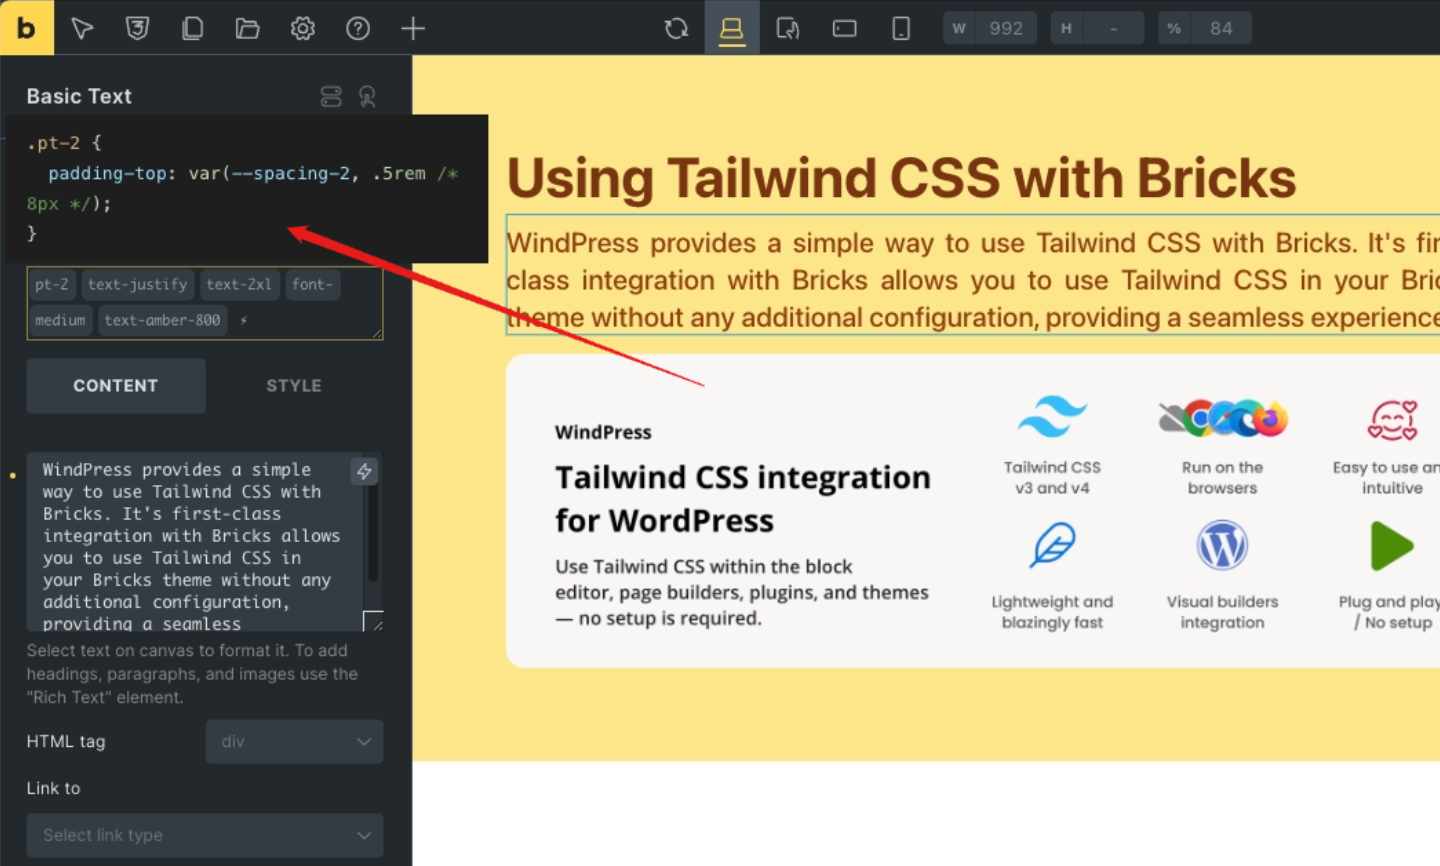 b
W 992 H - % 84
Basic Text
.pt-2 {
padding-top: var(--spacing-2, .5rem /*
8px */);
}
pt-2 text-justify text-2xl font-
medium text-amber-800
CONTENT STYLE
WindPress provides a simple
way to use Tailwind CSS with
Bricks. It's first-class
integration with Bricks allows
you to use Tailwind CSS in
your Bricks theme without any
additional configuration,
providing a seamless
Select text on canvas to format it. To add
headings, paragraphs, and images use the
"Rich Text" element.
HTML tag div
Link to
Select link type
Using Tailwind CSS with Bricks
WindPress provides a simple way to use Tailwind CSS with Bricks. It's fir
class integration with Bricks allows you to use Tailwind CSS in your Bric
theme without any additional configuration, providing a seamless experience
WindPress
Tailwind CSS integration
for WordPress
Use Tailwind CSS within the block
editor, page builders, plugins, and themes
— no setup is required.
Tailwind CSS
v3 and v4
Run on the
browsers
Easy to use an
intuitive
Lightweight and
blazingly fast
Visual builders
integration
Plug and play
/ No setup